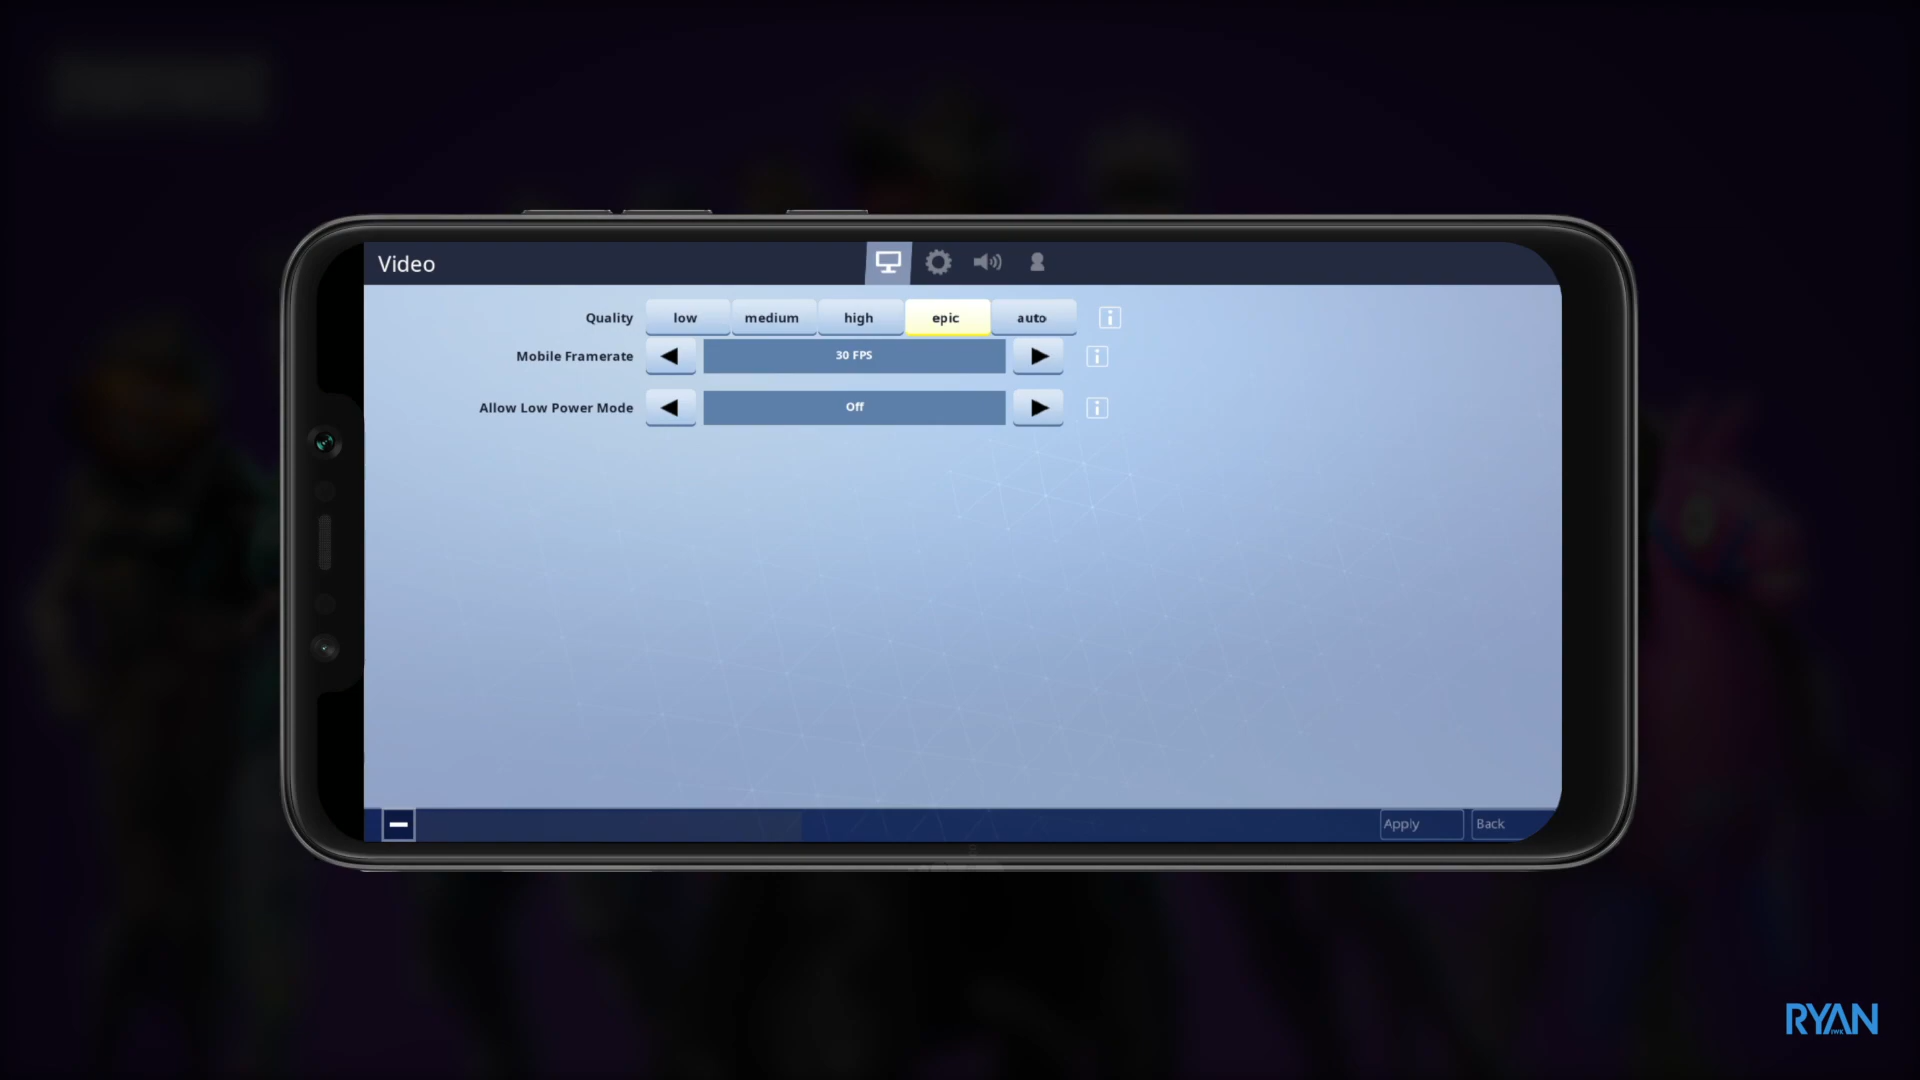 Video
Quality low medium high epic auto
Mobile Framerate 30 FPS
Allow Low Power Mode Off
Apply Back
RYAN